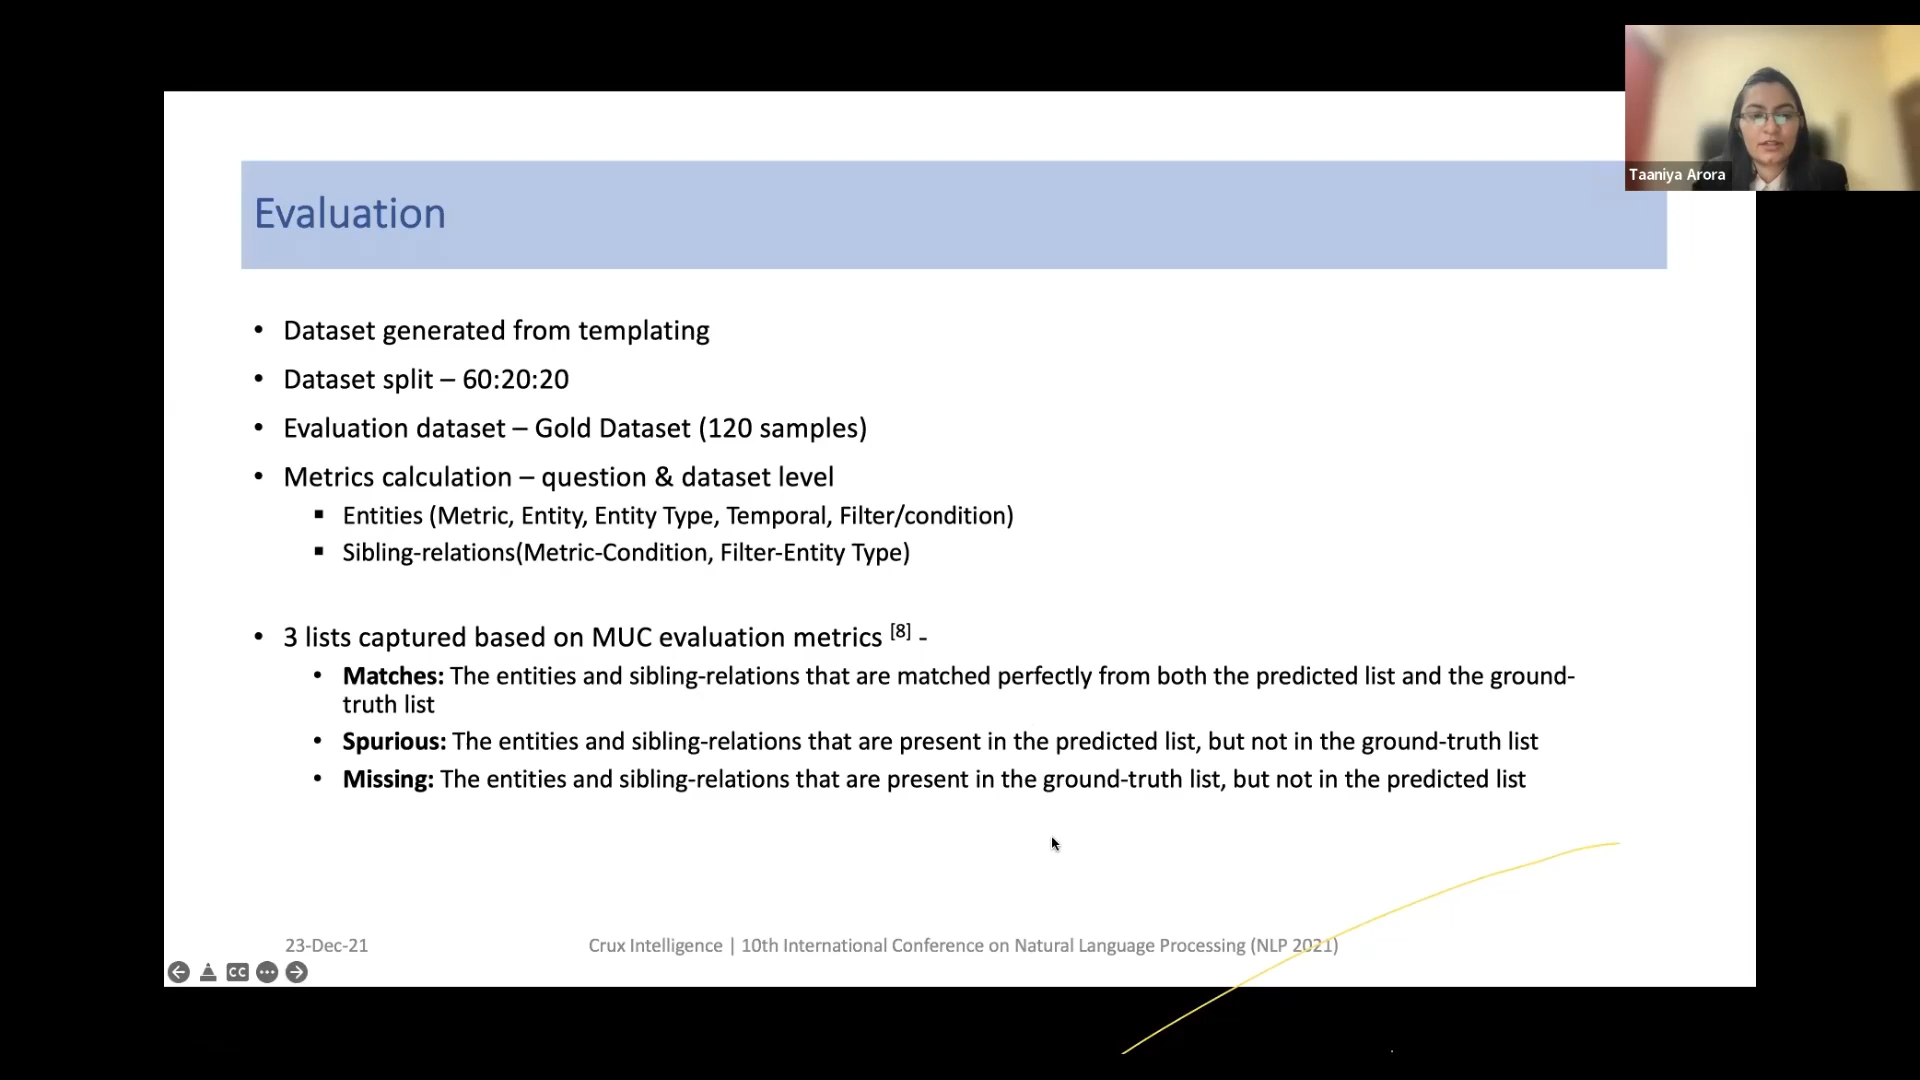 Taaniya Arora
Evaluation
• Dataset generated from templating
• Dataset split – 60:20:20
• Evaluation dataset – Gold Dataset (120 samples)
• Metrics calculation – question & dataset level
▪ Entities (Metric, Entity, Entity Type, Temporal, Filter/condition)
▪ Sibling-relations(Metric-Condition, Filter-Entity Type)
• 3 lists captured based on MUC evaluation metrics [8] -
• Matches: The entities and sibling-relations that are matched perfectly from both the predicted list and the ground-
truth list
• Spurious: The entities and sibling-relations that are present in the predicted list, but not in the ground-truth list
• Missing: The entities and sibling-relations that are present in the ground-truth list, but not in the predicted list
23-Dec-21
Crux Intelligence | 10th International Conference on Natural Language Processing (NLP 2021)
CC